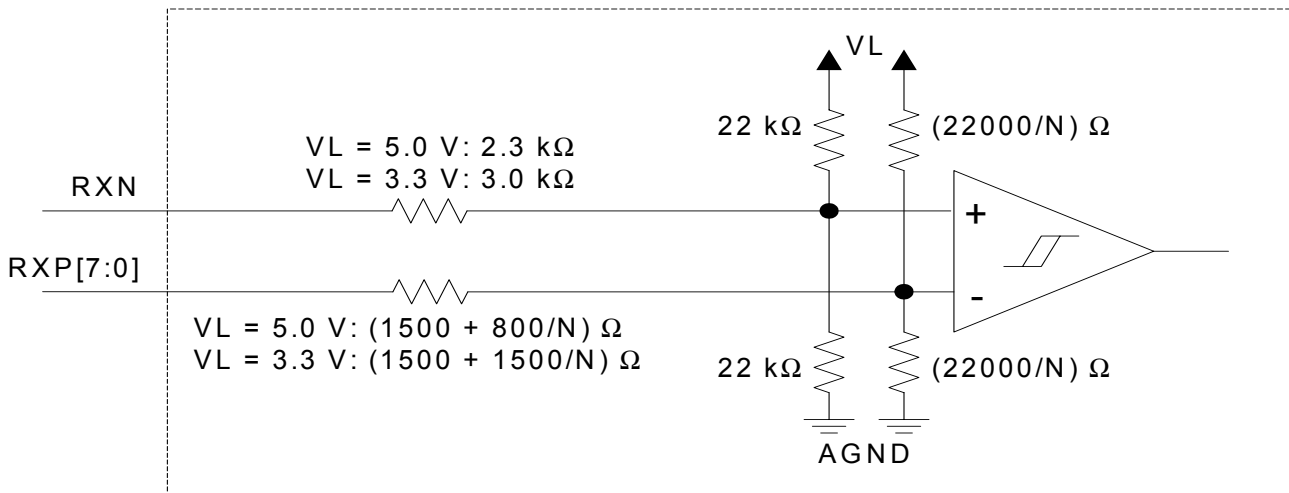 VL
22 kΩ
(22000/N) Ω
VL = 5.0 V: 2.3 kΩ
VL = 3.3 V: 3.0 kΩ
RXN
+
RXP[7:0]
-
VL = 5.0 V: (1500 + 800/N) Ω
VL = 3.3 V: (1500 + 1500/N) Ω
22 kΩ
(22000/N) Ω
AGND